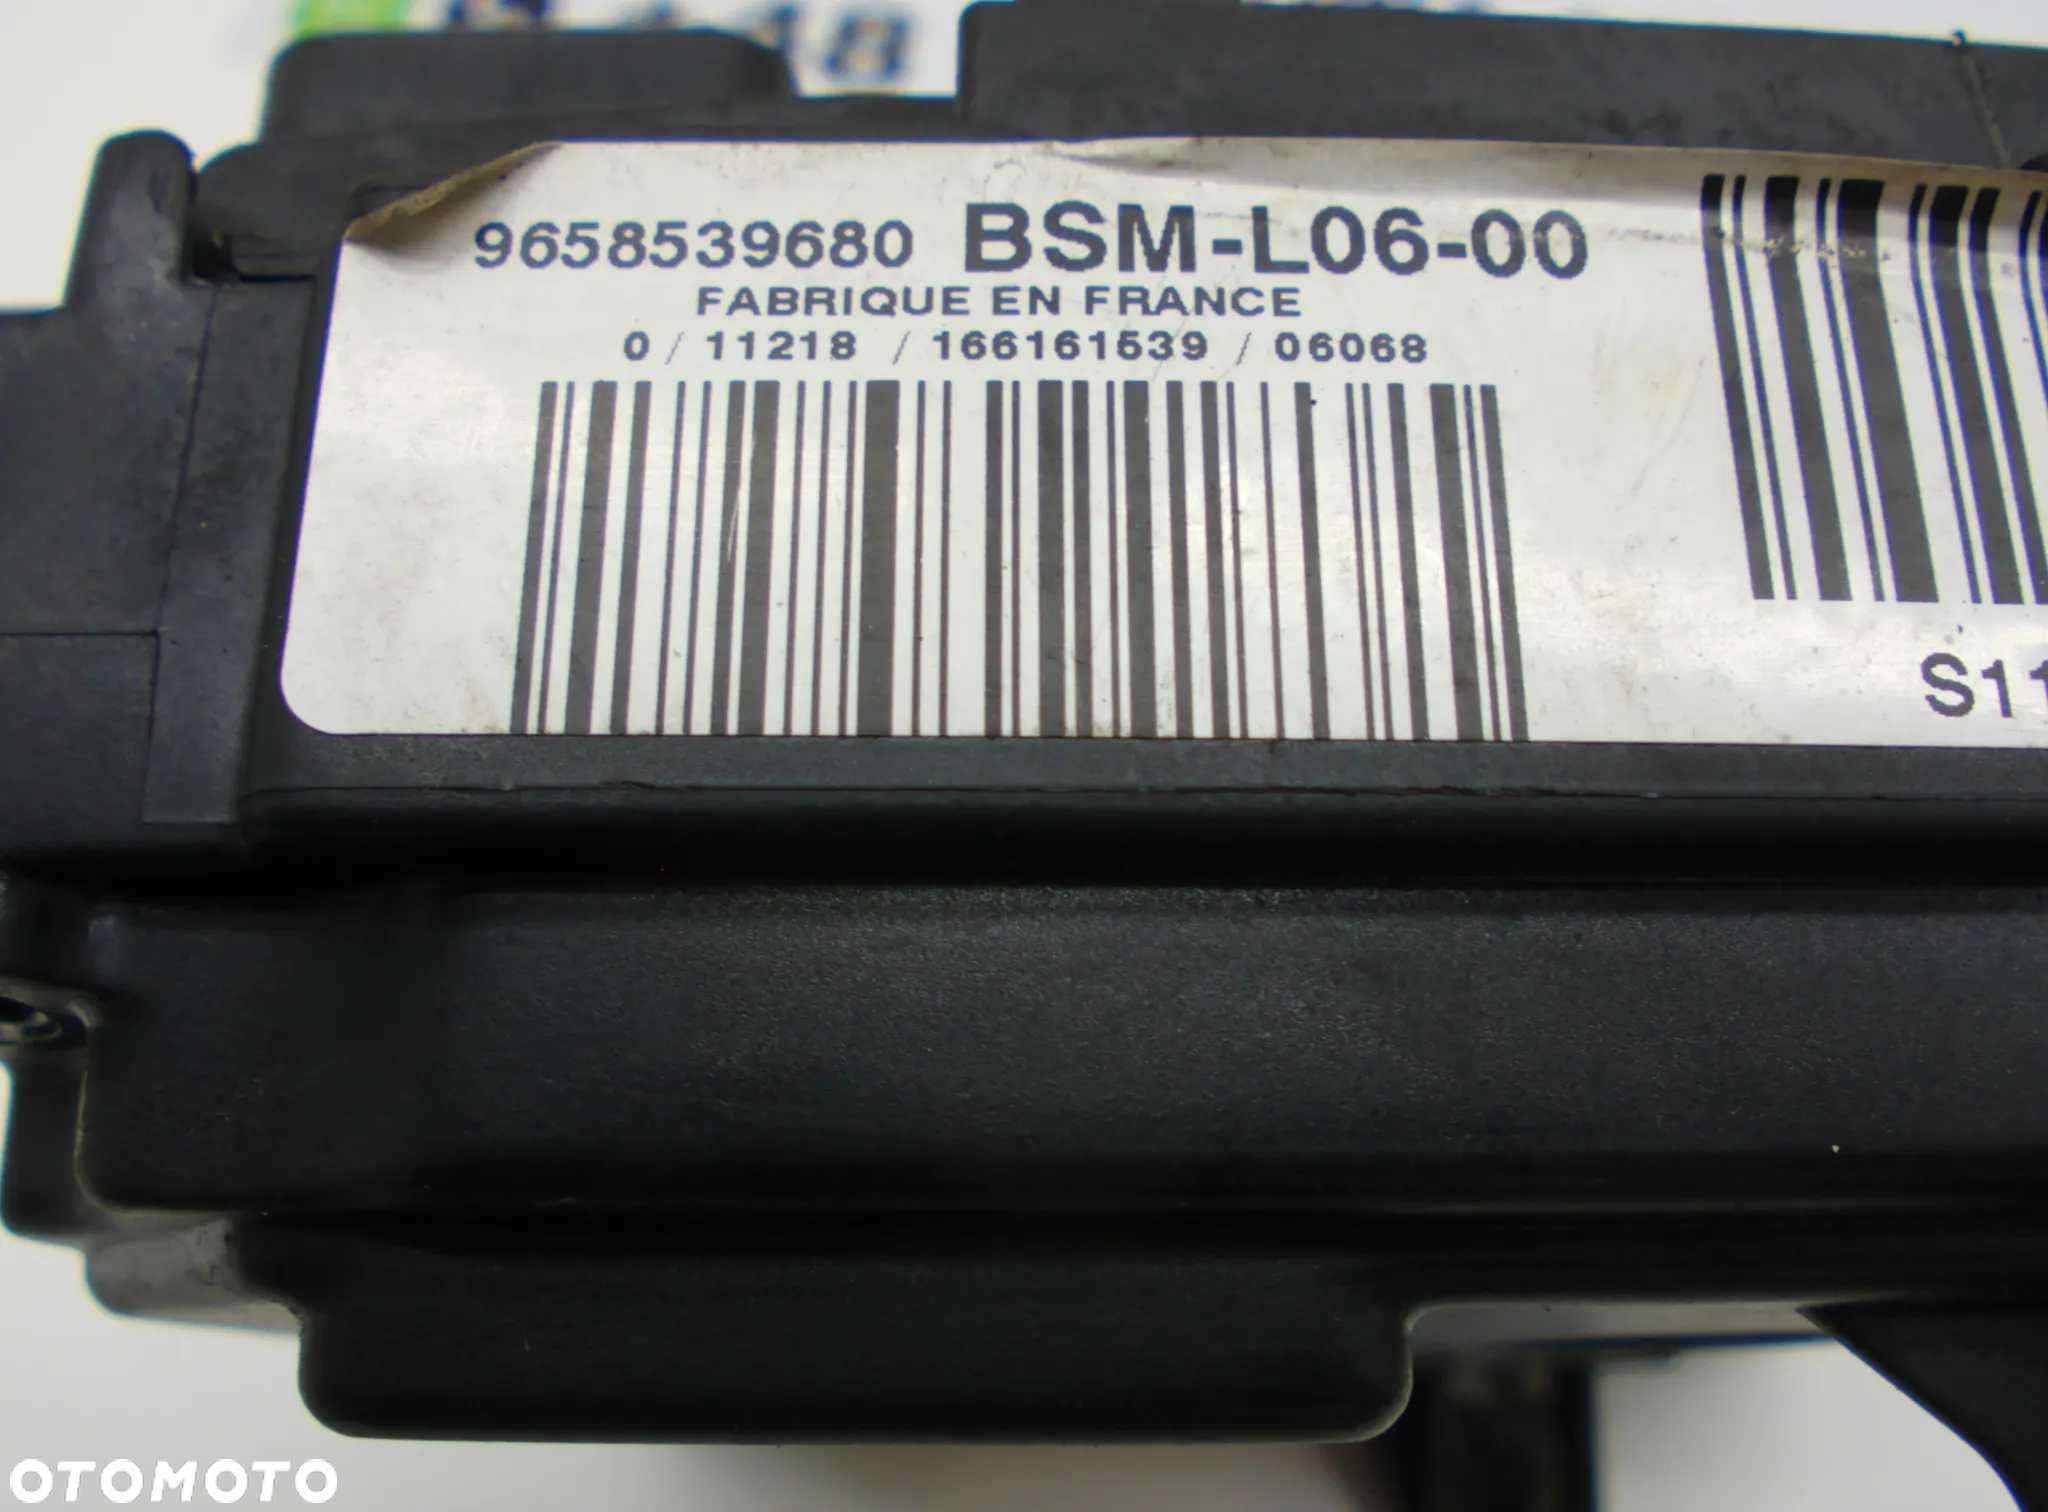 9658539680 BSM-L06-00
FABRIQUE EN FRANCE
0 / 11218 / 166161539 / 06068
S11
OTOMOTO